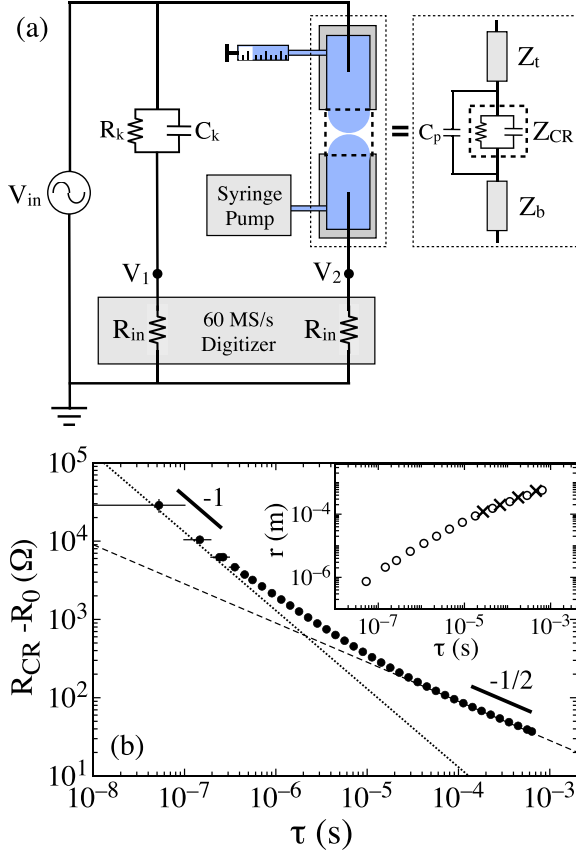 (a)
R_k
C_k
V_in
Syringe
Pump
=
C_p
Z_t
Z_CR
Z_b
V_1
V_2
R_in
60 MS/s
Digitizer
R_in
(b)
R_CR -R_0 (Ω)
10^5
10^4
10^3
10^2
10^1
10^-8
10^-7
10^-6
10^-5
10^-4
10^-3
τ (s)
-1
-1/2
r (m)
10^-4
10^-6
10^-7
10^-5
10^-3
τ (s)